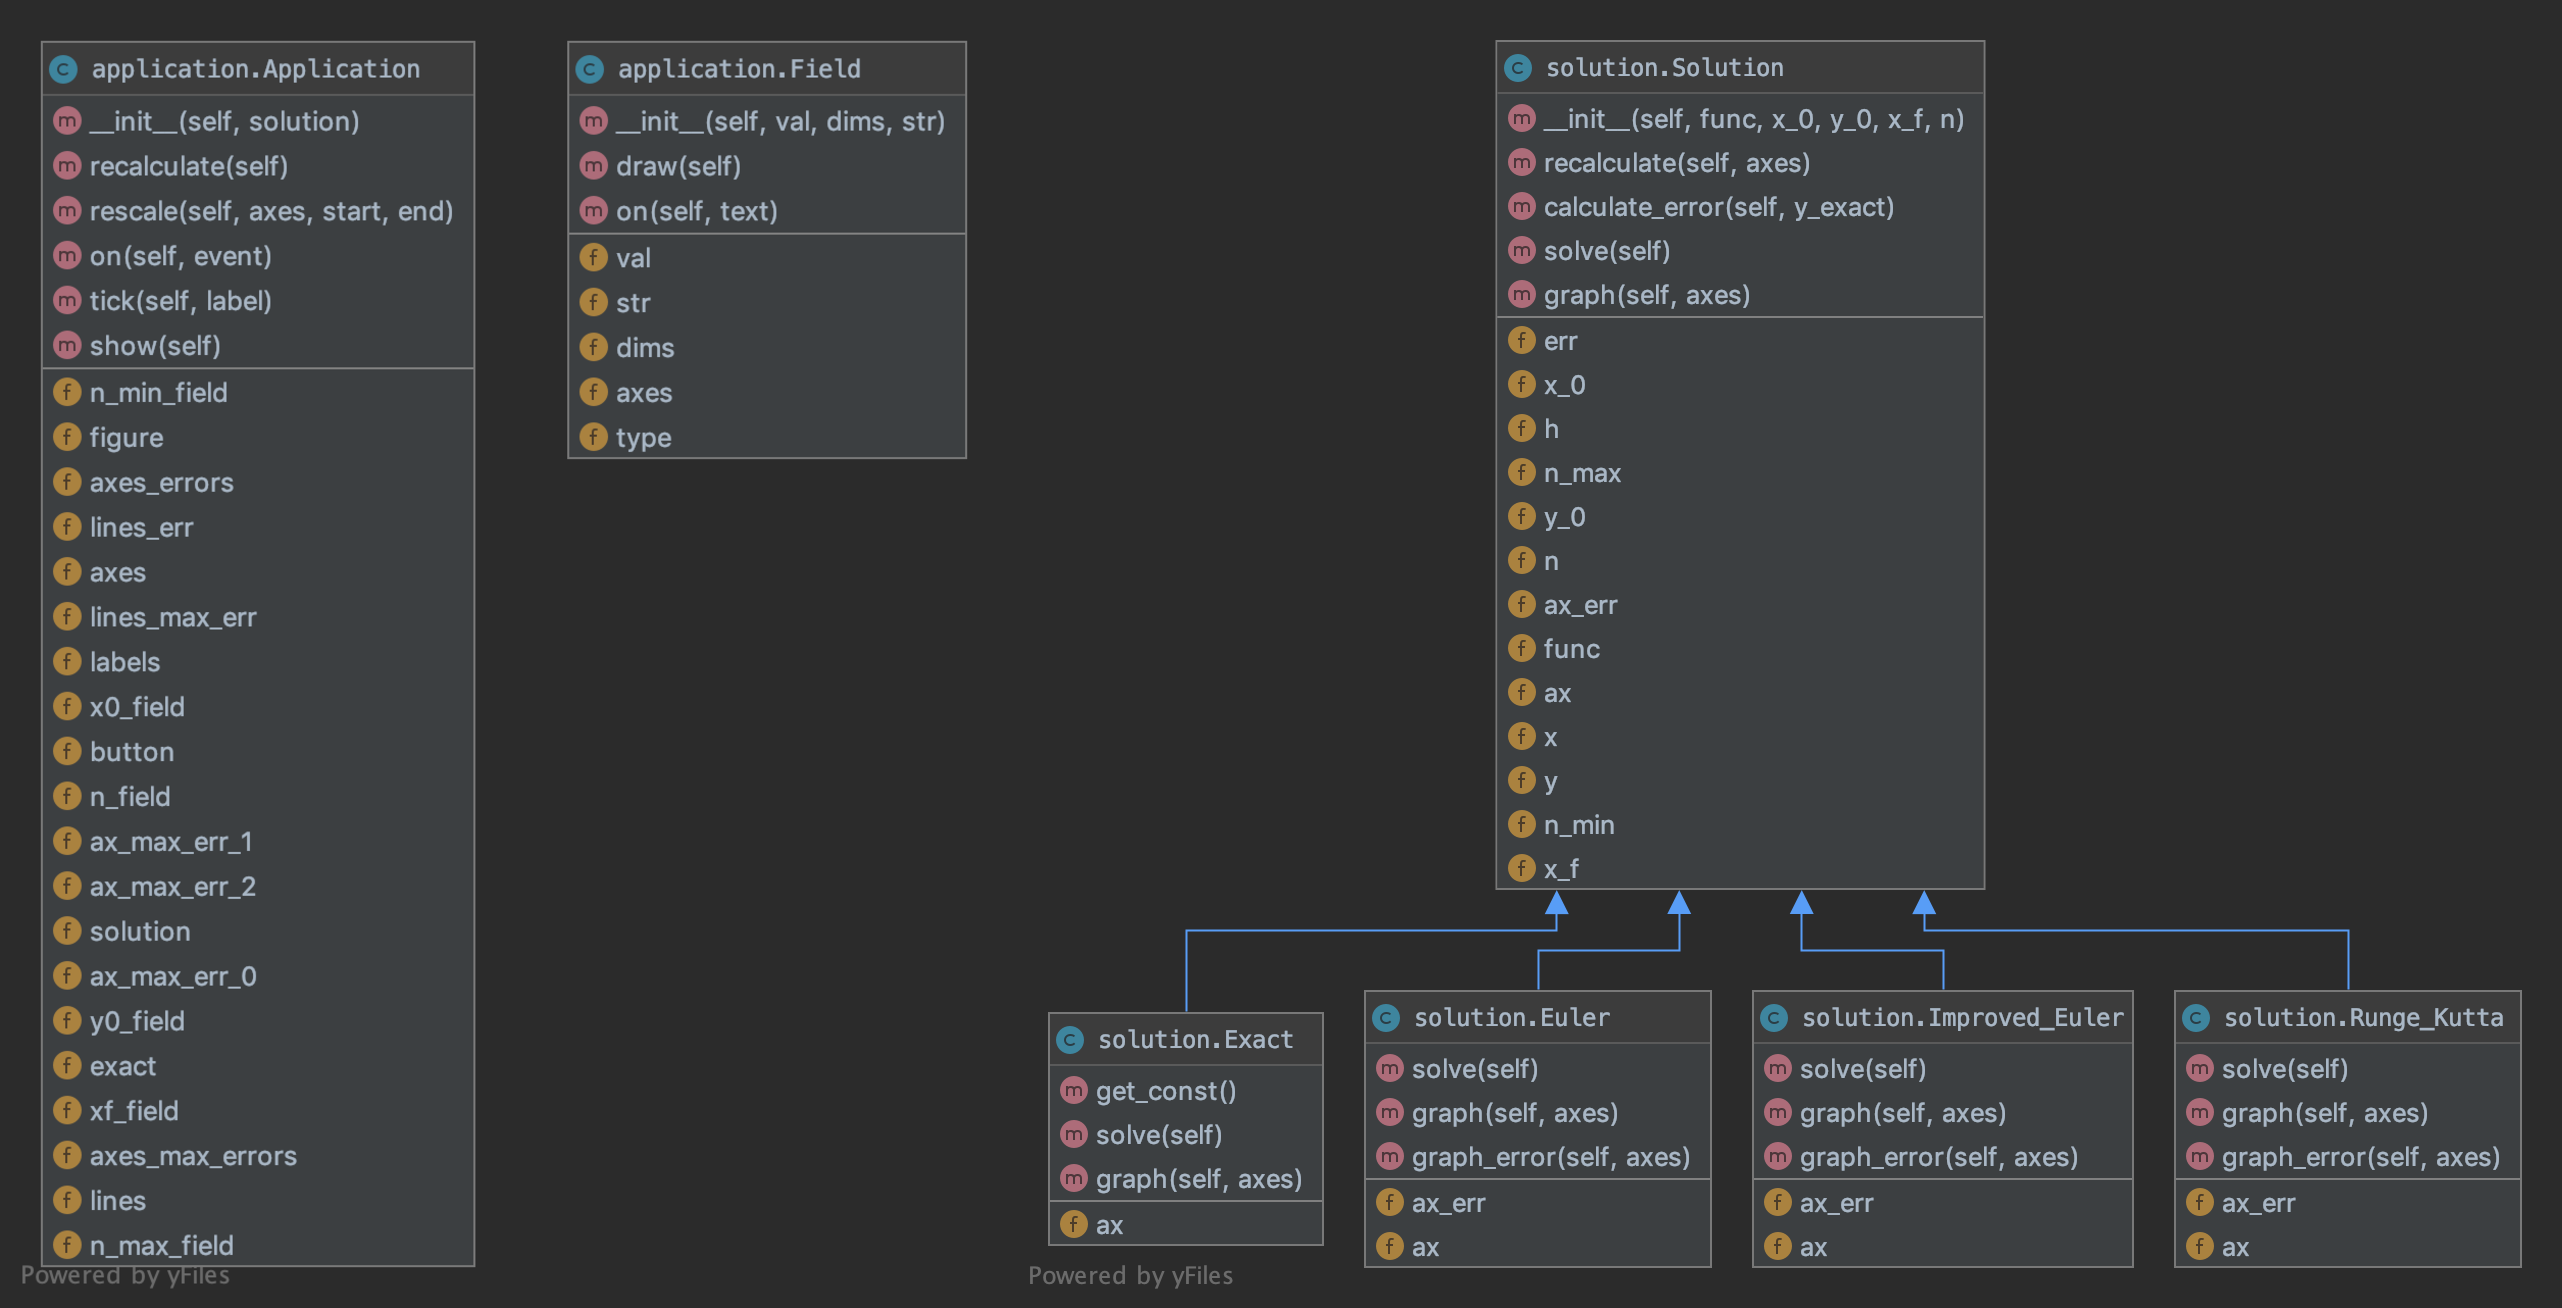 application.Application
__init__(self, solution)
recalculate(self)
rescale(self, axes, start, end)
on(self, event)
tick(self, label)
show(self)
n_min_field
figure
axes_errors
lines_err
axes
lines_max_err
labels
x0_field
button
n_field
ax_max_err_1
ax_max_err_2
solution
ax_max_err_0
y0_field
exact
xf_field
axes_max_errors
lines
n_max_field
Powered by yFiles
application.Field
__init__(self, val, dims, str)
draw(self)
on(self, text)
val
str
dims
axes
type
solution.Solution
__init__(self, func, x_0, y_0, x_f, n)
recalculate(self, axes)
calculate_error(self, y_exact)
solve(self)
graph(self, axes)
err
x_0
h
n_max
y_0
n
ax_err
func
ax
x
y
n_min
x_f
solution.Exact
get_const()
solve(self)
graph(self, axes)
ax
solution.Euler
solve(self)
graph(self, axes)
graph_error(self, axes)
ax_err
ax
solution.Improved_Euler
solve(self)
graph(self, axes)
graph_error(self, axes)
ax_err
ax
solution.Runge_Kutta
solve(self)
graph(self, axes)
graph_error(self, axes)
ax_err
ax
Powered by yFiles